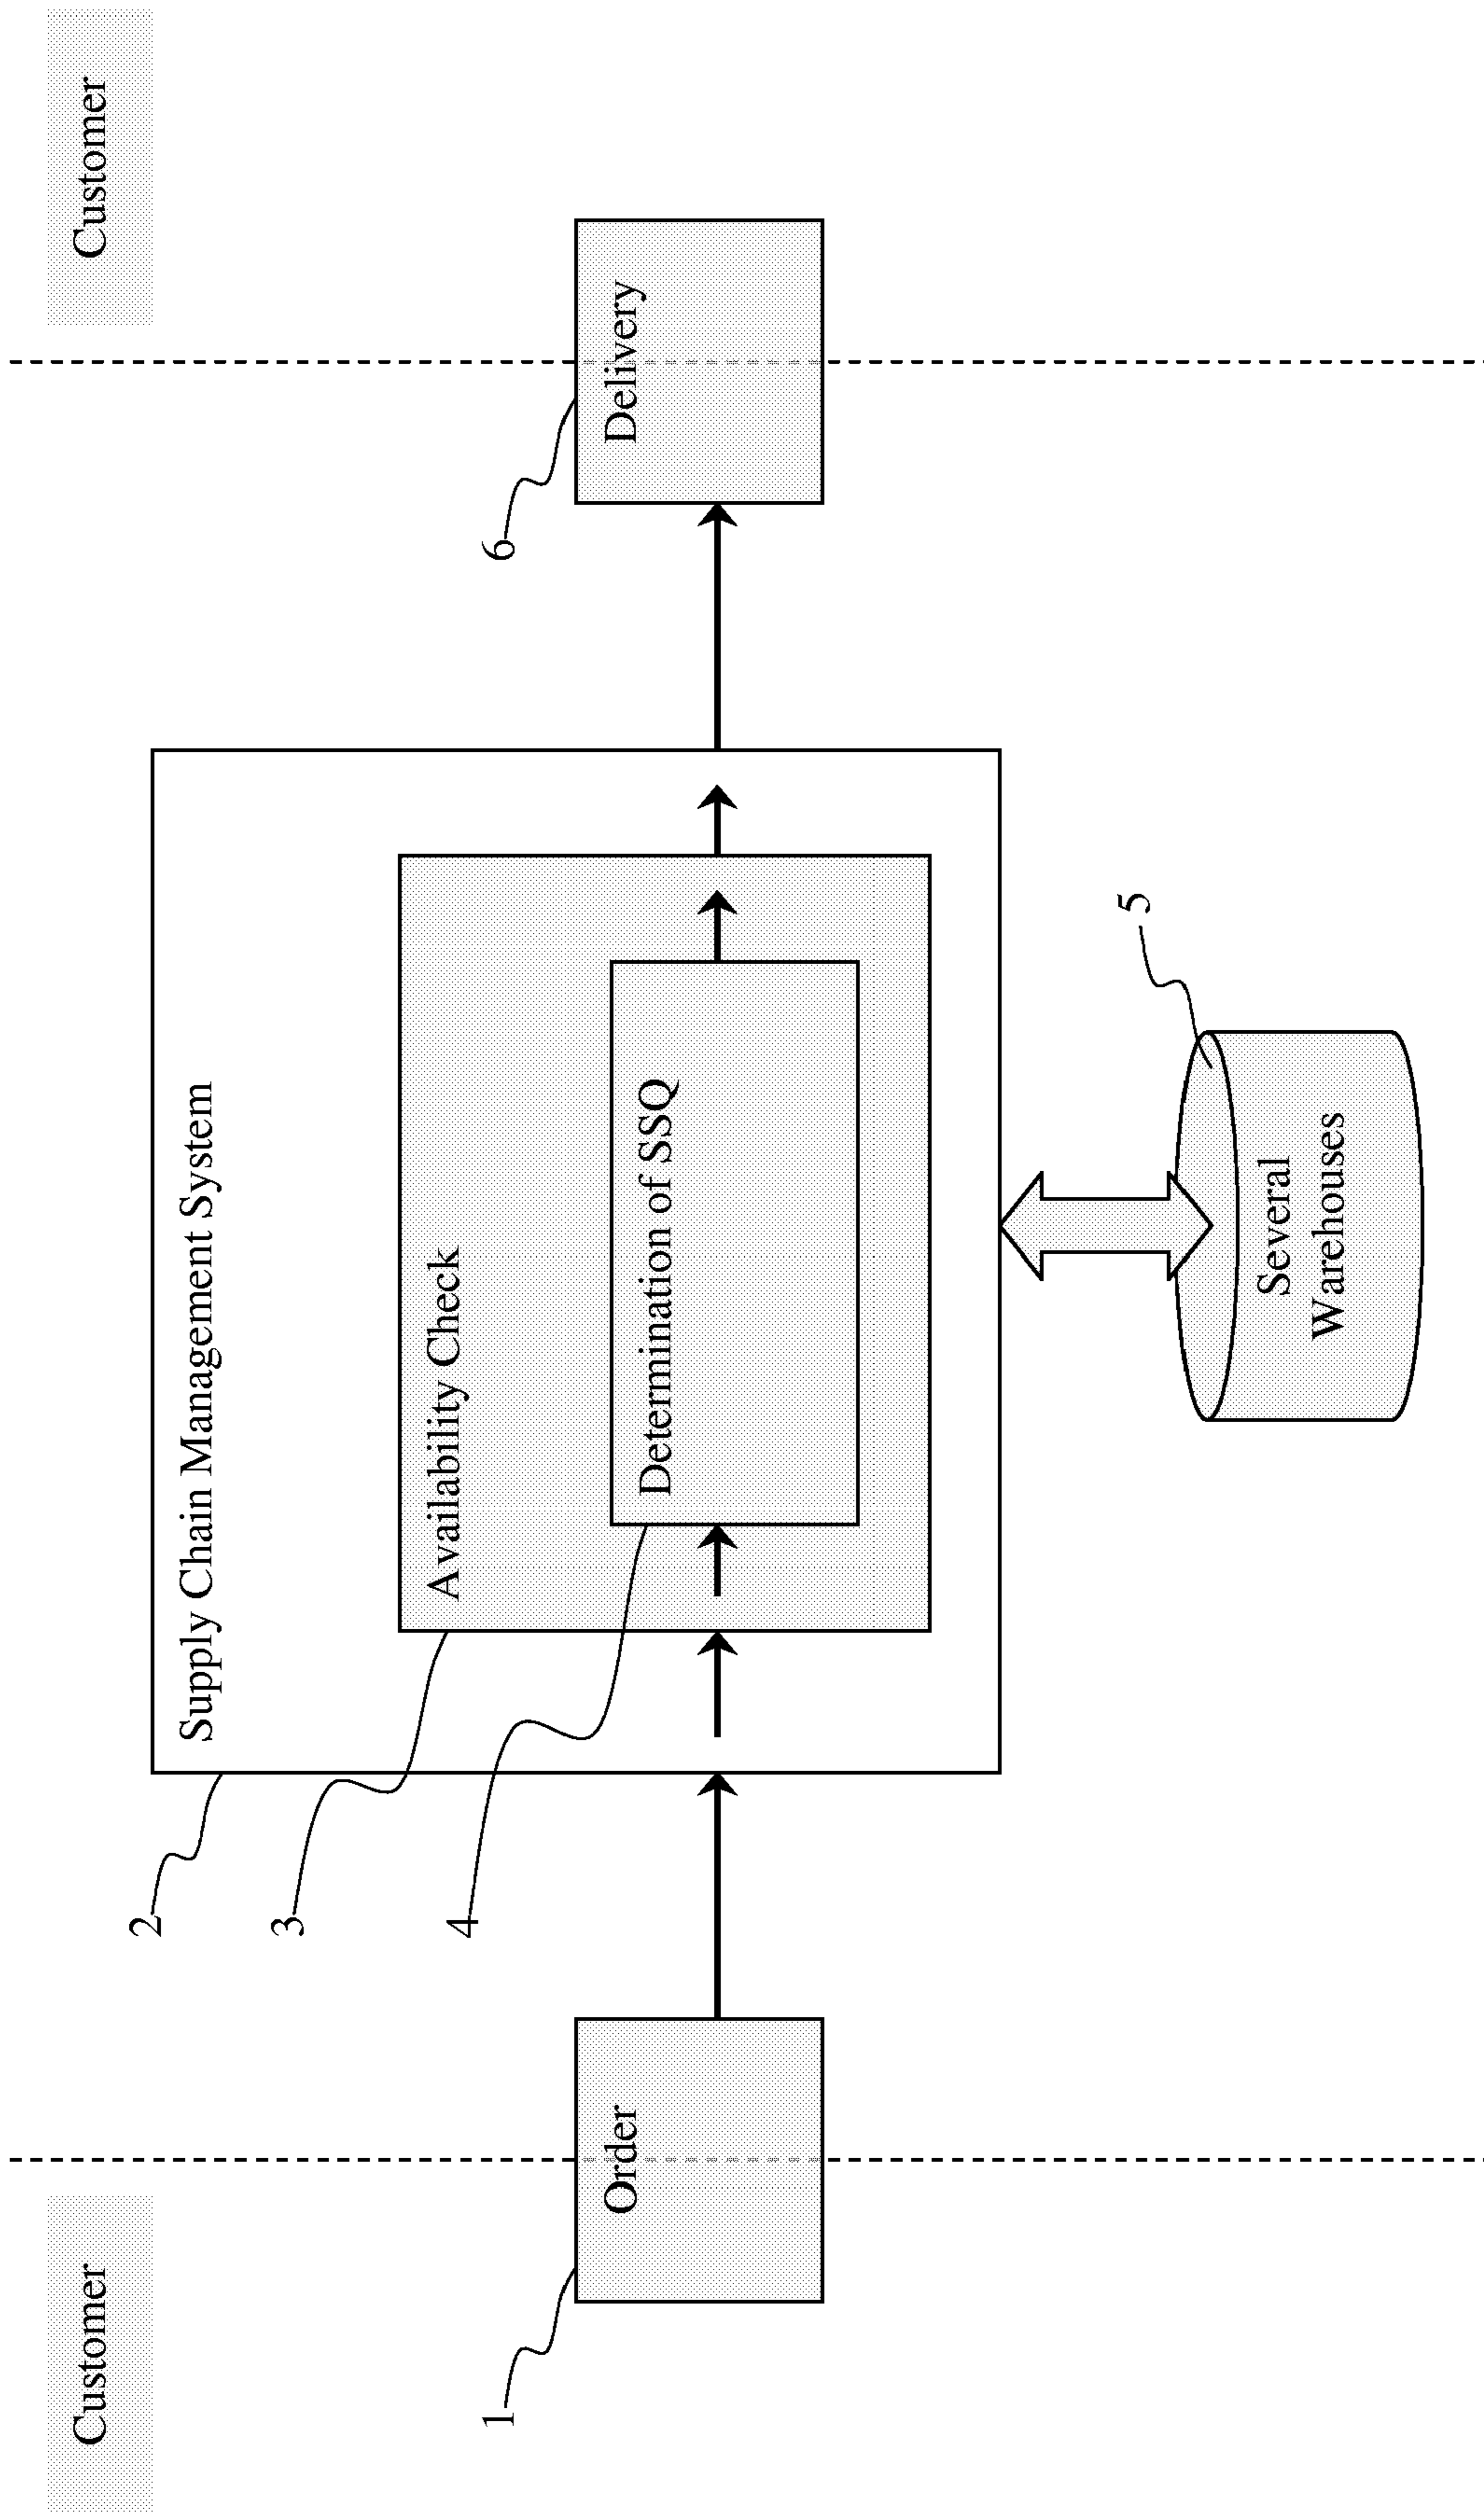 Customer
Customer
Supply Chain Management System
2
3
Availability Check
4
Determination of SSQ
1
Order
6
Delivery
5
Several
Warehouses